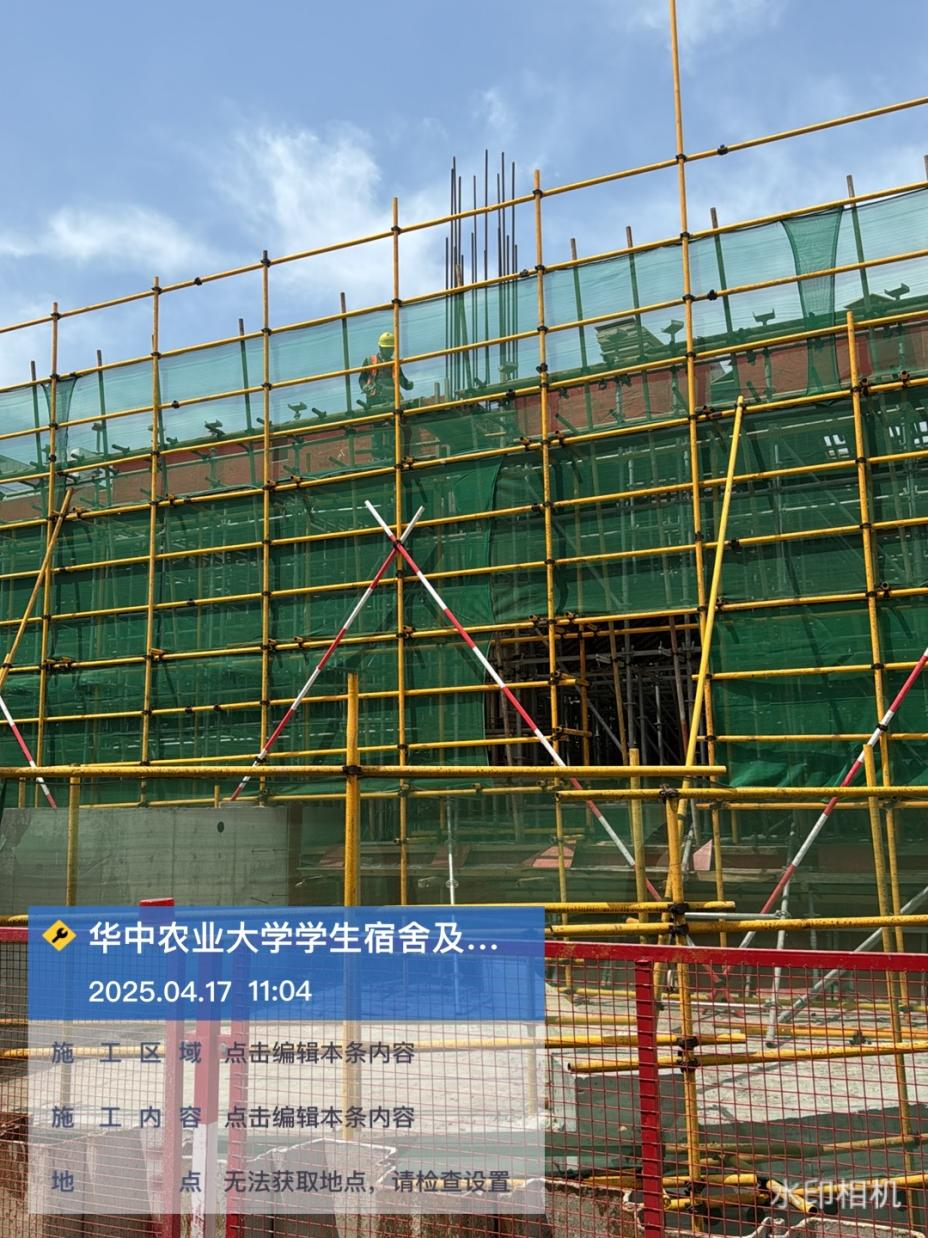 华中农业大学学生宿舍及...
2025.04.17 11:04
施工区域 点击编辑本条内容
施工内容 点击编辑本条内容
地点 无法获取地点，请检查设置
水印相机